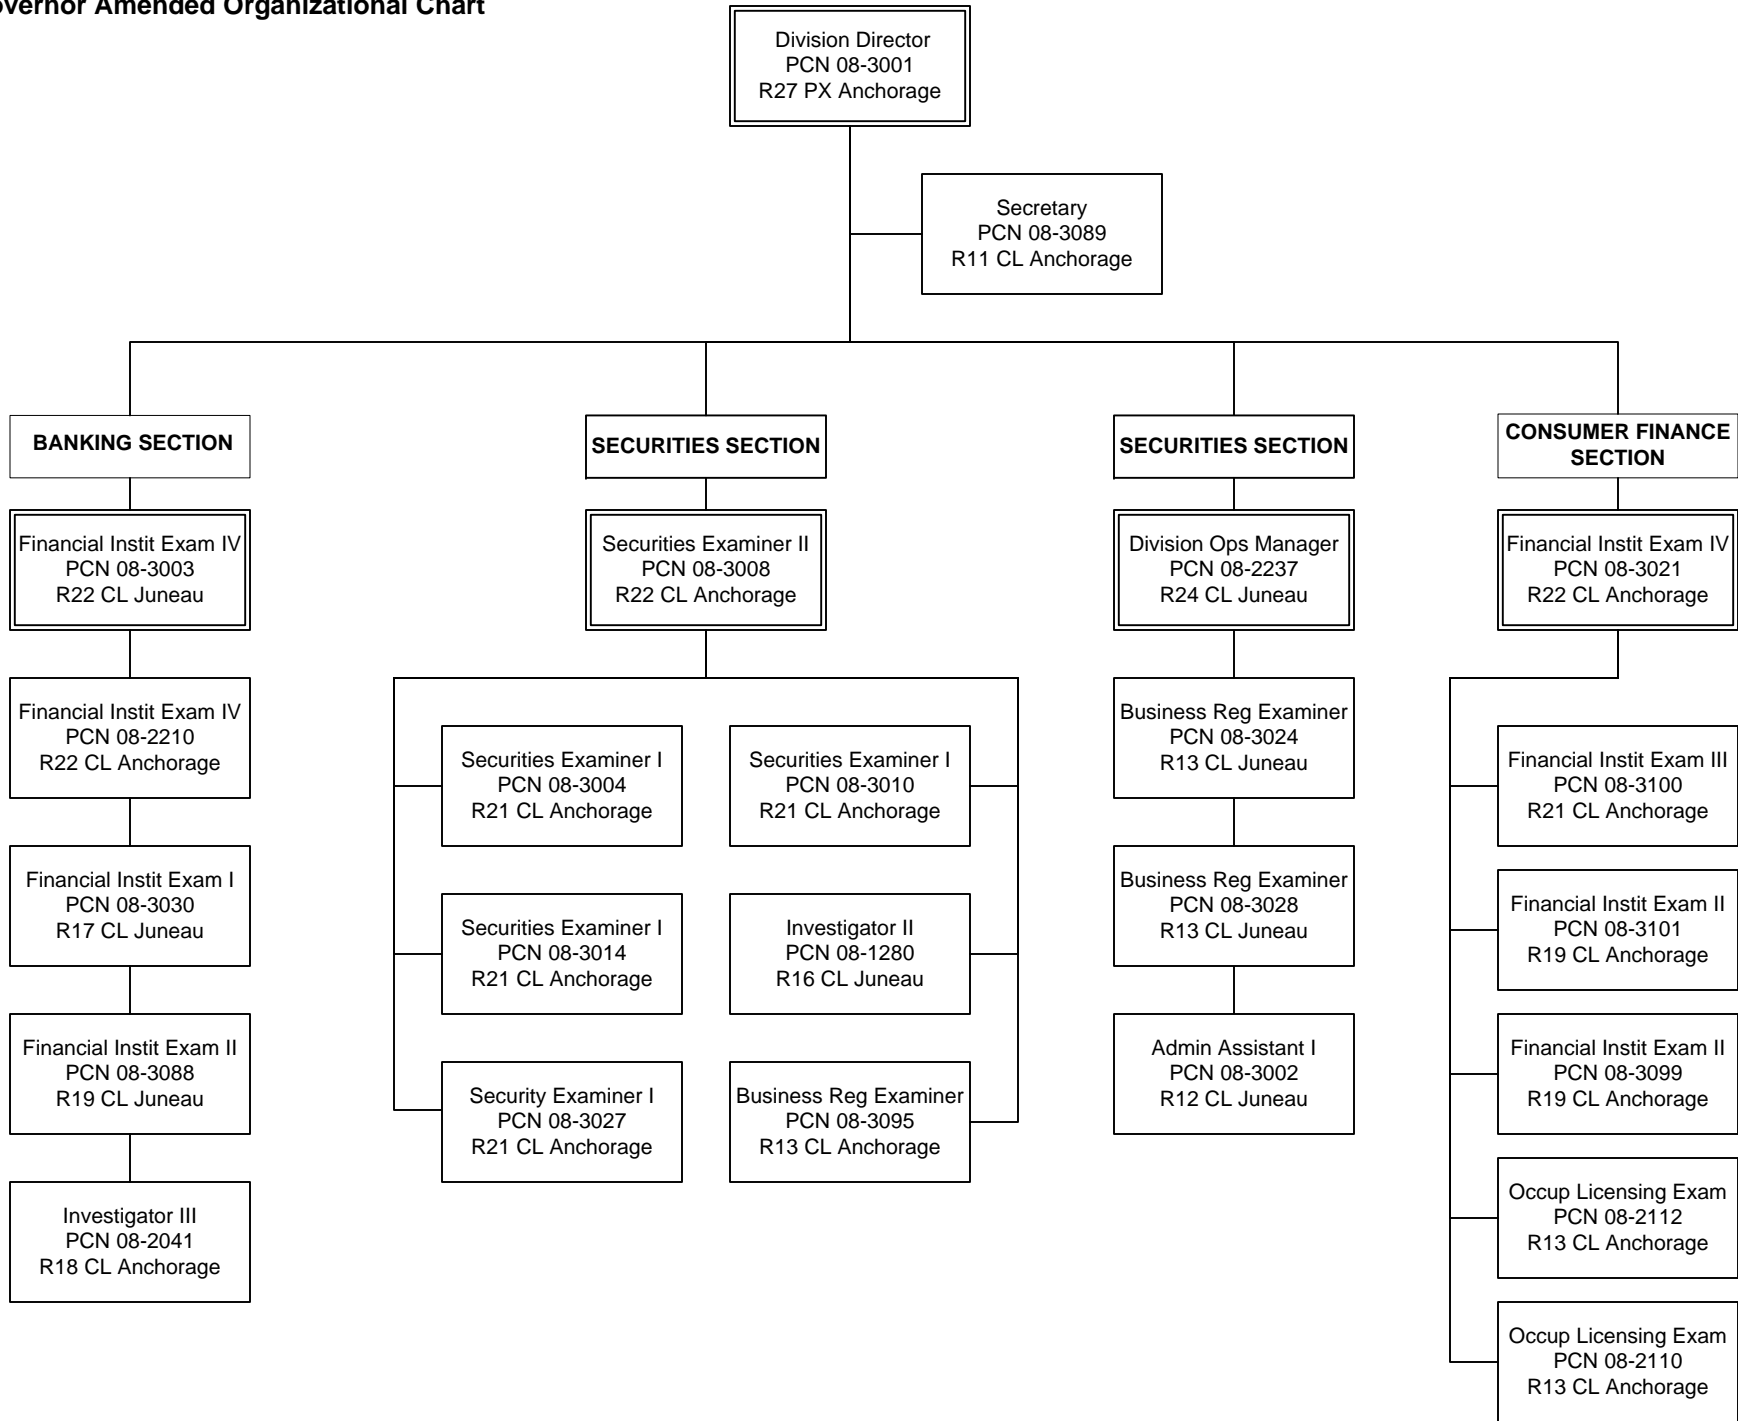 Governor Amended Organizational Chart
Division Director
PCN 08-3001
R27 PX Anchorage
Secretary
PCN 08-3089
R11 CL Anchorage
BANKING SECTION
Financial Instit Exam IV
PCN 08-3003
R22 CL Juneau
Financial Instit Exam IV
PCN 08-2210
R22 CL Anchorage
Financial Instit Exam I
PCN 08-3030
R17 CL Juneau
Financial Instit Exam II
PCN 08-3088
R19 CL Juneau
Investigator III
PCN 08-2041
R18 CL Anchorage
SECURITIES SECTION
Securities Examiner II
PCN 08-3008
R22 CL Anchorage
Securities Examiner I
PCN 08-3004
R21 CL Anchorage
Securities Examiner I
PCN 08-3014
R21 CL Anchorage
Security Examiner I
PCN 08-3027
R21 CL Anchorage
Securities Examiner I
PCN 08-3010
R21 CL Anchorage
Investigator II
PCN 08-1280
R16 CL Juneau
Business Reg Examiner
PCN 08-3095
R13 CL Anchorage
SECURITIES SECTION
Division Ops Manager
PCN 08-2237
R24 CL Juneau
Business Reg Examiner
PCN 08-3024
R13 CL Juneau
Business Reg Examiner
PCN 08-3028
R13 CL Juneau
Admin Assistant I
PCN 08-3002
R12 CL Juneau
CONSUMER FINANCE
SECTION
Financial Instit Exam IV
PCN 08-3021
R22 CL Anchorage
Financial Instit Exam III
PCN 08-3100
R21 CL Anchorage
Financial Instit Exam II
PCN 08-3101
R19 CL Anchorage
Financial Instit Exam II
PCN 08-3099
R19 CL Anchorage
Occup Licensing Exam
PCN 08-2112
R13 CL Anchorage
Occup Licensing Exam
PCN 08-2110
R13 CL Anchorage